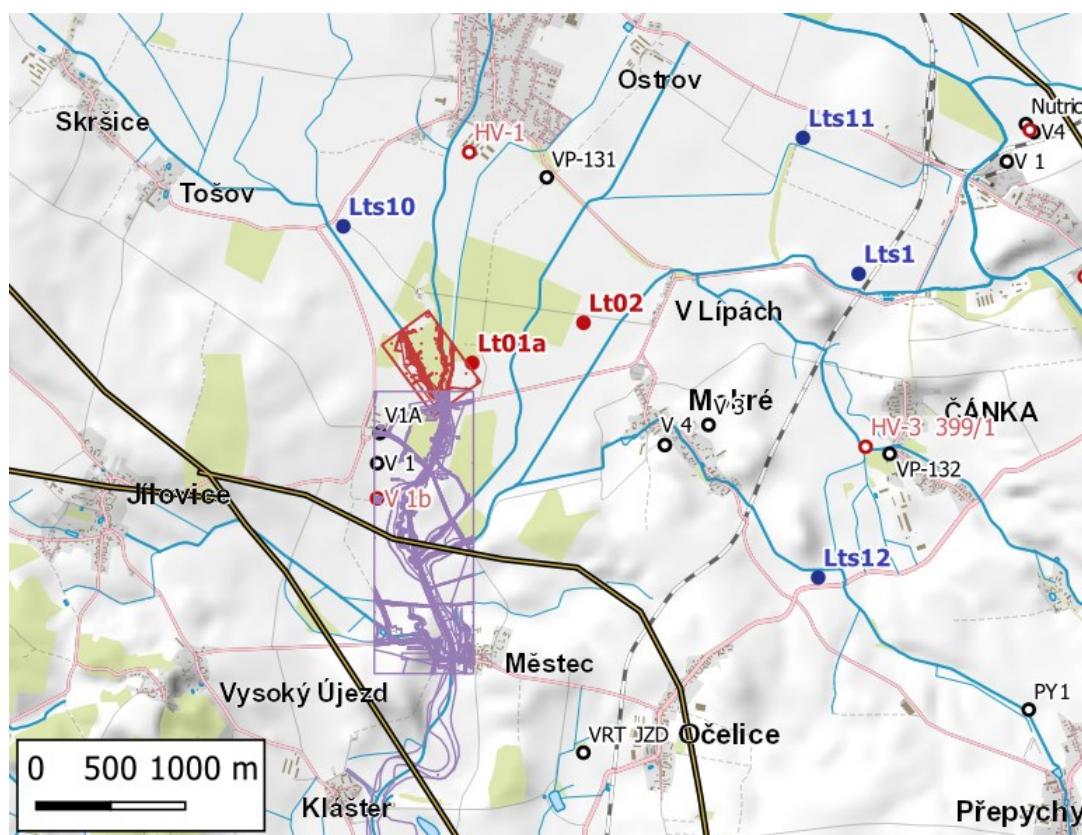 Ostrov
Nutric
Skršice
Lts11
V4
HV-1
V 1
VP-131
Tošov
Lts10
Lts1
Lt02
V Lípách
Lt01a
Mokré
V 3
V1A
ČÁNKA
V 4
HV-3 399/1
V 1
VP-132
Jílovice
V 1b
Lts12
Městec
Vysoký Újezd
PY1
VRT JZD
Očelice
0 500 1000 m
Klášter
Přepychy